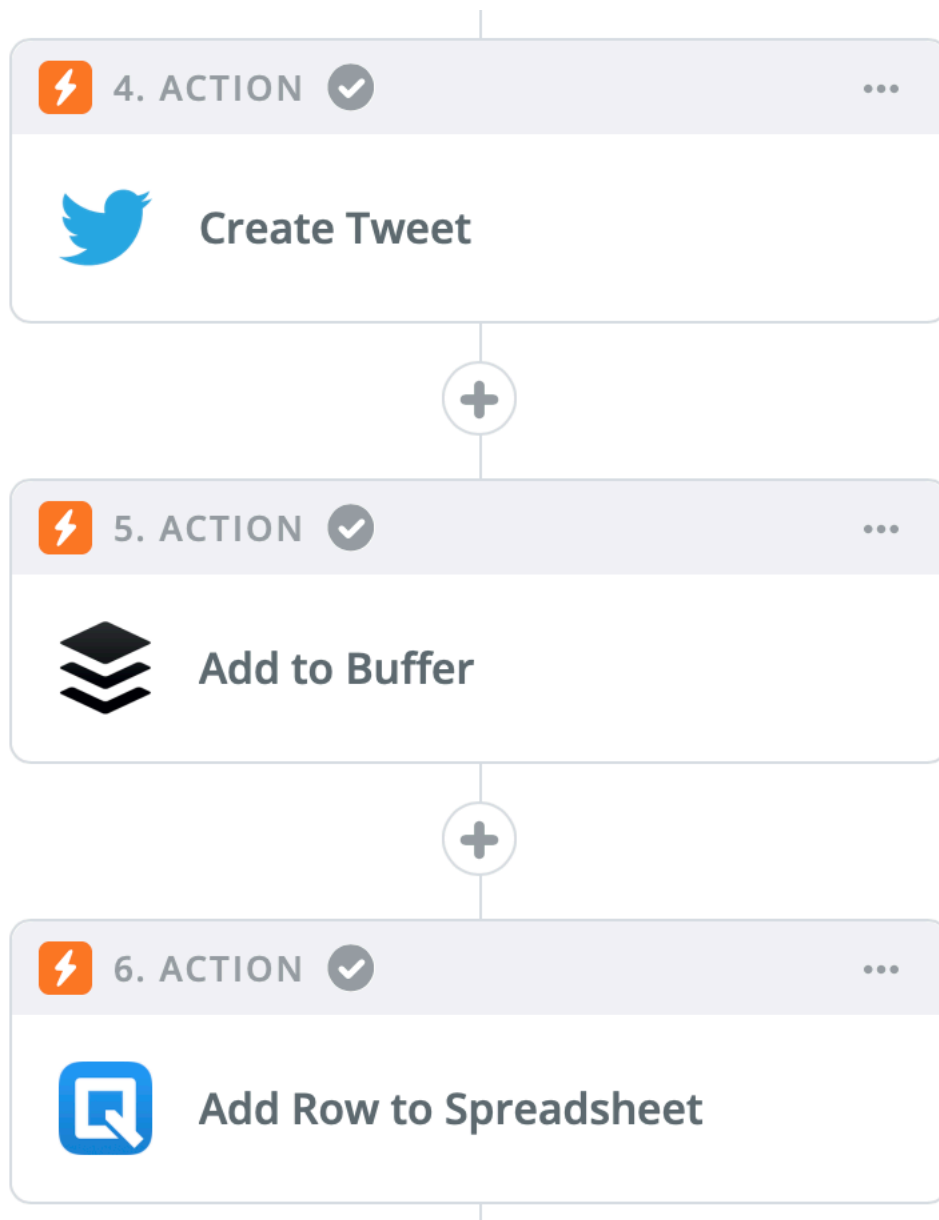 4. ACTION
Create Tweet
5. ACTION
Add to Buffer
6. ACTION
Add Row to Spreadsheet